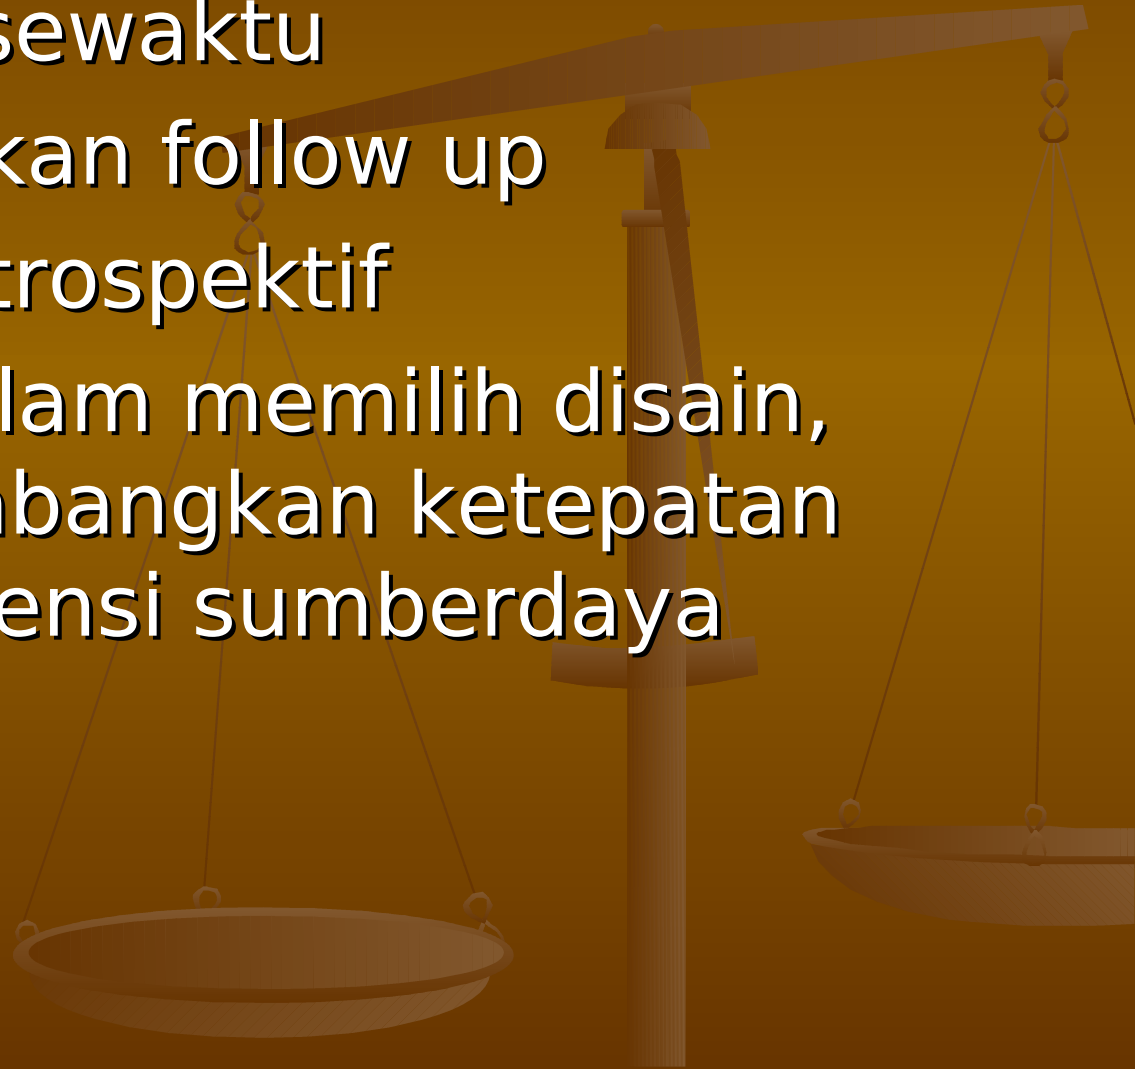 sewaktu
kan follow up
trospektif
lam memilih disain,
bangkan ketepatan
ensi sumberdaya